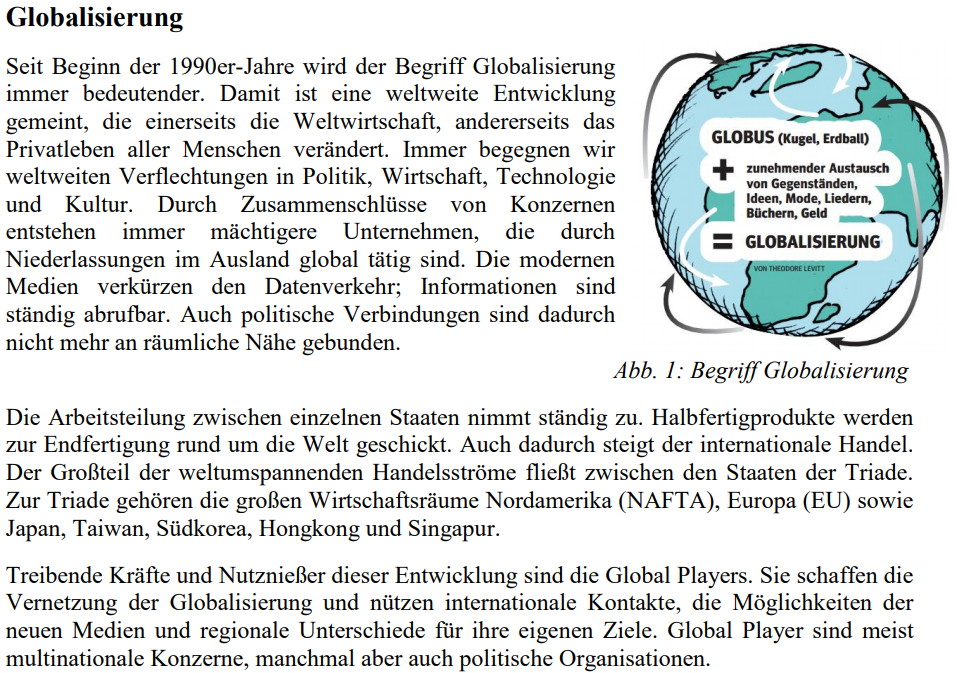 Globalisierung
Seit Beginn der 1990er-Jahre wird der Begriff Globalisierung
immer bedeutender. Damit ist eine weltweite Entwicklung
gemeint, die einerseits die Weltwirtschaft, andererseits das
Privatleben aller Menschen verändert. Immer begegnen wir
weltweiten Verflechtungen in Politik, Wirtschaft, Technologie
und Kultur. Durch Zusammenschlüsse von Konzernen
entstehen immer mächtigere Unternehmen, die durch
Niederlassungen im Ausland global tätig sind. Die modernen
Medien verkürzen den Datenverkehr; Informationen sind
ständig abrufbar. Auch politische Verbindungen sind dadurch
nicht mehr an räumliche Nähe gebunden.
GLOBUS (Kugel, Erdball)
+ zunehmender Austausch
von Gegenständen,
Ideen, Mode, Liedern,
Büchern, Geld
= GLOBALISIERUNG
VON THEODORE LEVITT
Abb. 1: Begriff Globalisierung
Die Arbeitsteilung zwischen einzelnen Staaten nimmt ständig zu. Halbfertigprodukte werden
zur Endfertigung rund um die Welt geschickt. Auch dadurch steigt der internationale Handel.
Der Großteil der weltumspannenden Handelsströme fließt zwischen den Staaten der Triade.
Zur Triade gehören die großen Wirtschaftsräume Nordamerika (NAFTA), Europa (EU) sowie
Japan, Taiwan, Südkorea, Hongkong und Singapur.
Treibende Kräfte und Nutznießer dieser Entwicklung sind die Global Players. Sie schaffen die
Vernetzung der Globalisierung und nützen internationale Kontakte, die Möglichkeiten der
neuen Medien und regionale Unterschiede für ihre eigenen Ziele. Global Player sind meist
multinationale Konzerne, manchmal aber auch politische Organisationen.